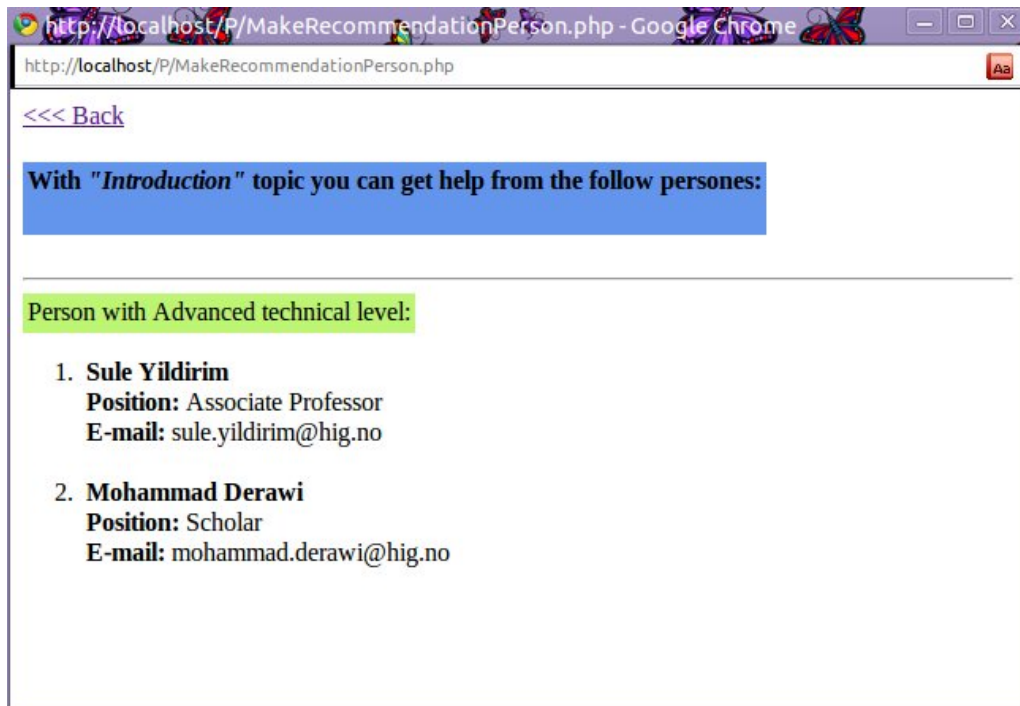 http://localhost/P/MakeRecommendationPerson.php - Google Chrome
http://localhost/P/MakeRecommendationPerson.php
Aa
<<< Back
With "Introduction" topic you can get help from the follow persones:
Person with Advanced technical level:
1. Sule Yildirim
Position: Associate Professor
E-mail: sule.yildirim@hig.no
2. Mohammad Derawi
Position: Scholar
E-mail: mohammad.derawi@hig.no